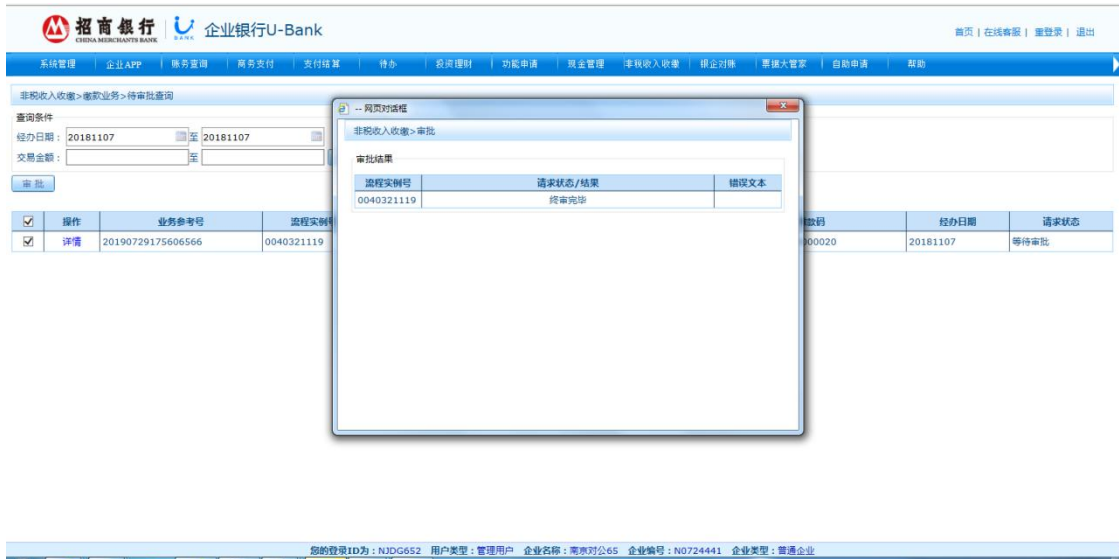 招商银行 企业银行U-Bank
CHINA MERCHANTS BANK U BANK
首页 | 在线客服 | 重登录 | 退出
系统管理 企业APP 账务查询 商务支付 支付结算 待办 投资理财 功能申请 现金管理 非税收入收缴 银企对账 票据大管家 自助申请 帮助
非税收入收缴>缴款业务>待审批查询
查询条件
经办日期: 20181107 至 20181107
交易金额: 至
审 批
操作 业务参考号 流程实例号 款码 经办日期 请求状态
详情 20190729175606566 0040321119 000020 20181107 等待审批
-- 网页对话框
非税收入收缴>审批
审批结果
流程实例号 请求状态/结果 错误文本
0040321119 终审完毕
您的登录ID为:NJDG652 用户类型:管理用户 企业名称:南京对公65 企业编号:N0724441 企业类型:普通企业